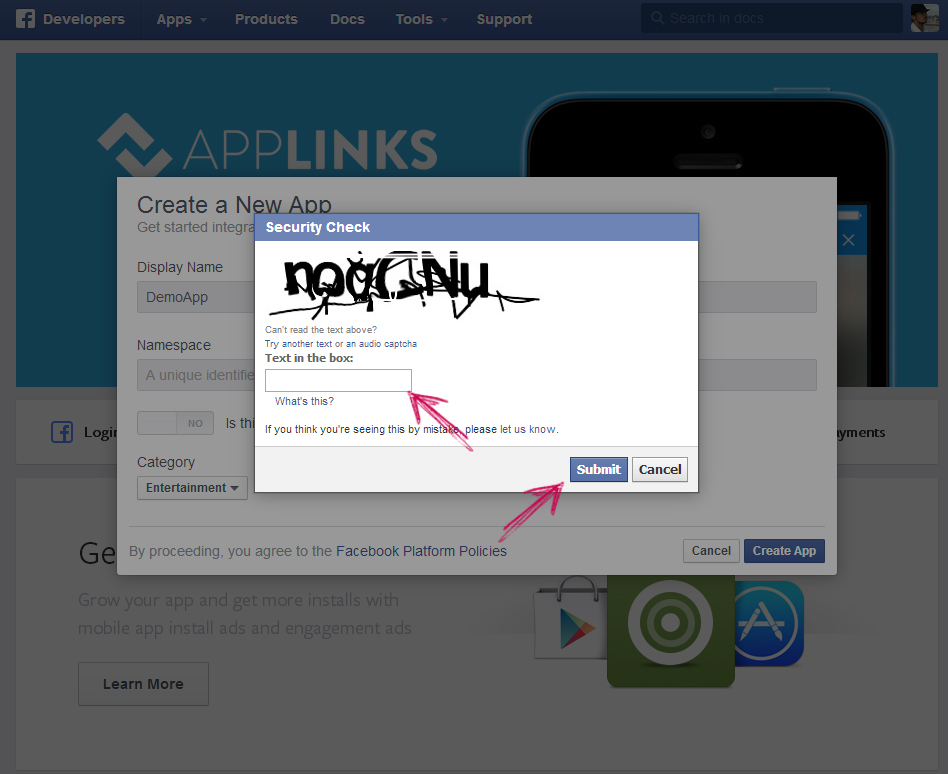 Developers Apps Products Docs Tools Support Search in docs
APPLINKS
Create a New App
Get started integra
Security Check
Display Name
DemoApp
Can't read the text above?
Try another text or an audio captcha
Namespace
Text in the box:
A unique identifie
What's this?
NO Is thi
If you think you're seeing this by mistake, please let us know.
Login
yments
Category
Submit Cancel
Entertainment
By proceeding, you agree to the Facebook Platform Policies Cancel Create App
Ge
Grow your app and get more installs with
mobile app install ads and engagement ads
Learn More